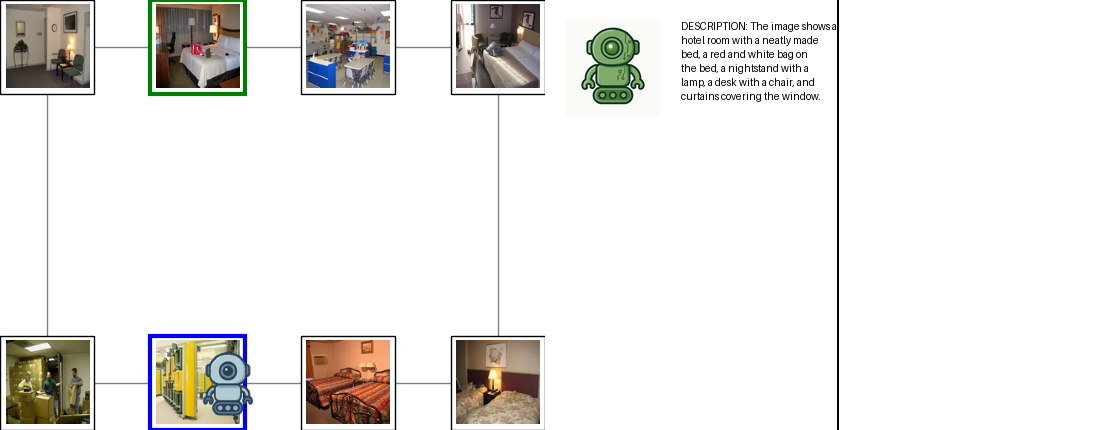 DESCRIPTION: The image shows a
hotel room with a neatly made
bed, a red and white bag on
the bed, a nightstand with a
lamp, a desk with a chair, and
curtains covering the window.